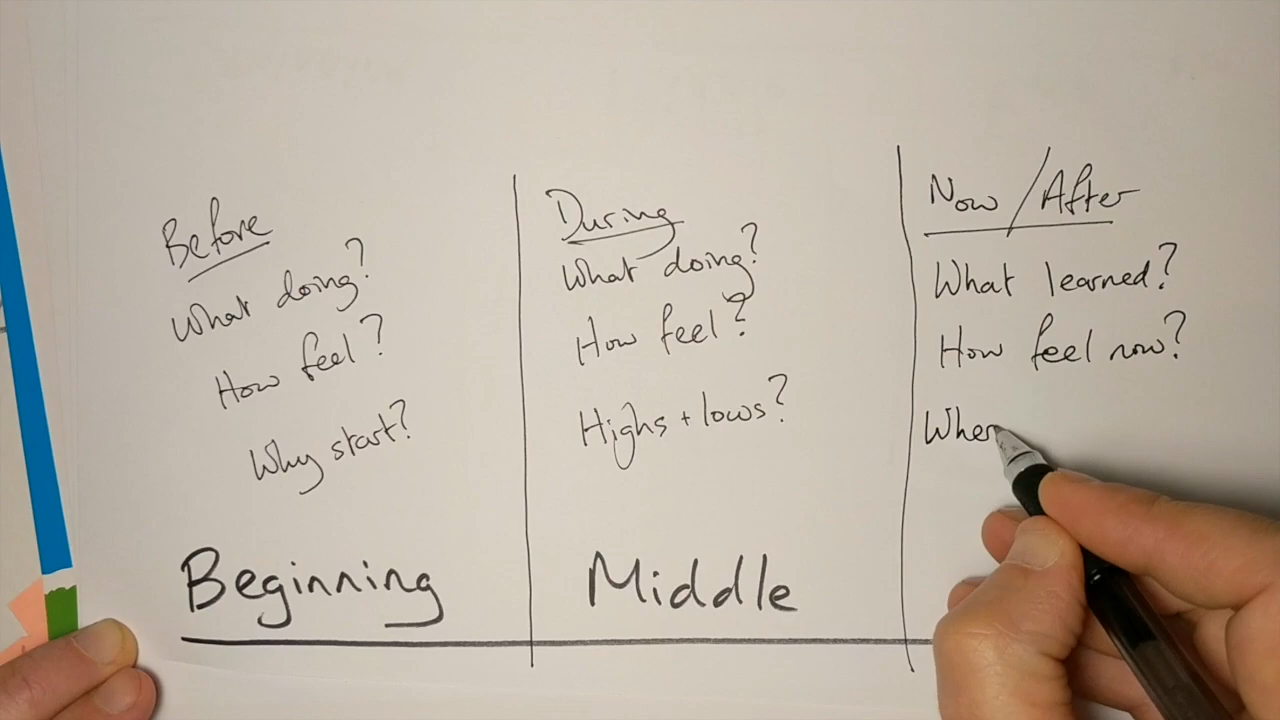 Before
What doing?
How feel?
Why start?
Beginning
During
What doing?
How feel?
Highs + lows?
Middle
Now / After
What learned?
How feel now?
Wher